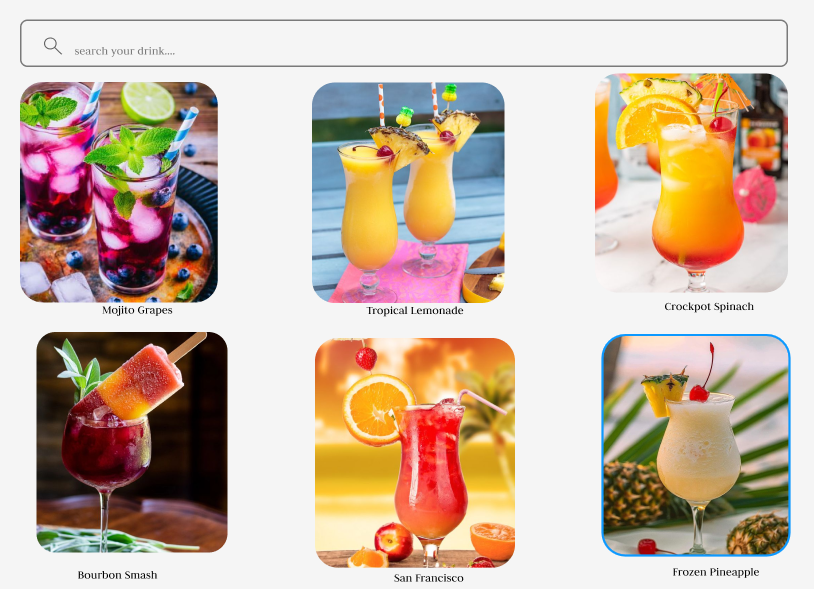 search your drink....
Mojito Grapes
Tropical Lemonade
Crockpot Spinach
Bourbon Smash
San Francisco
Frozen Pineapple